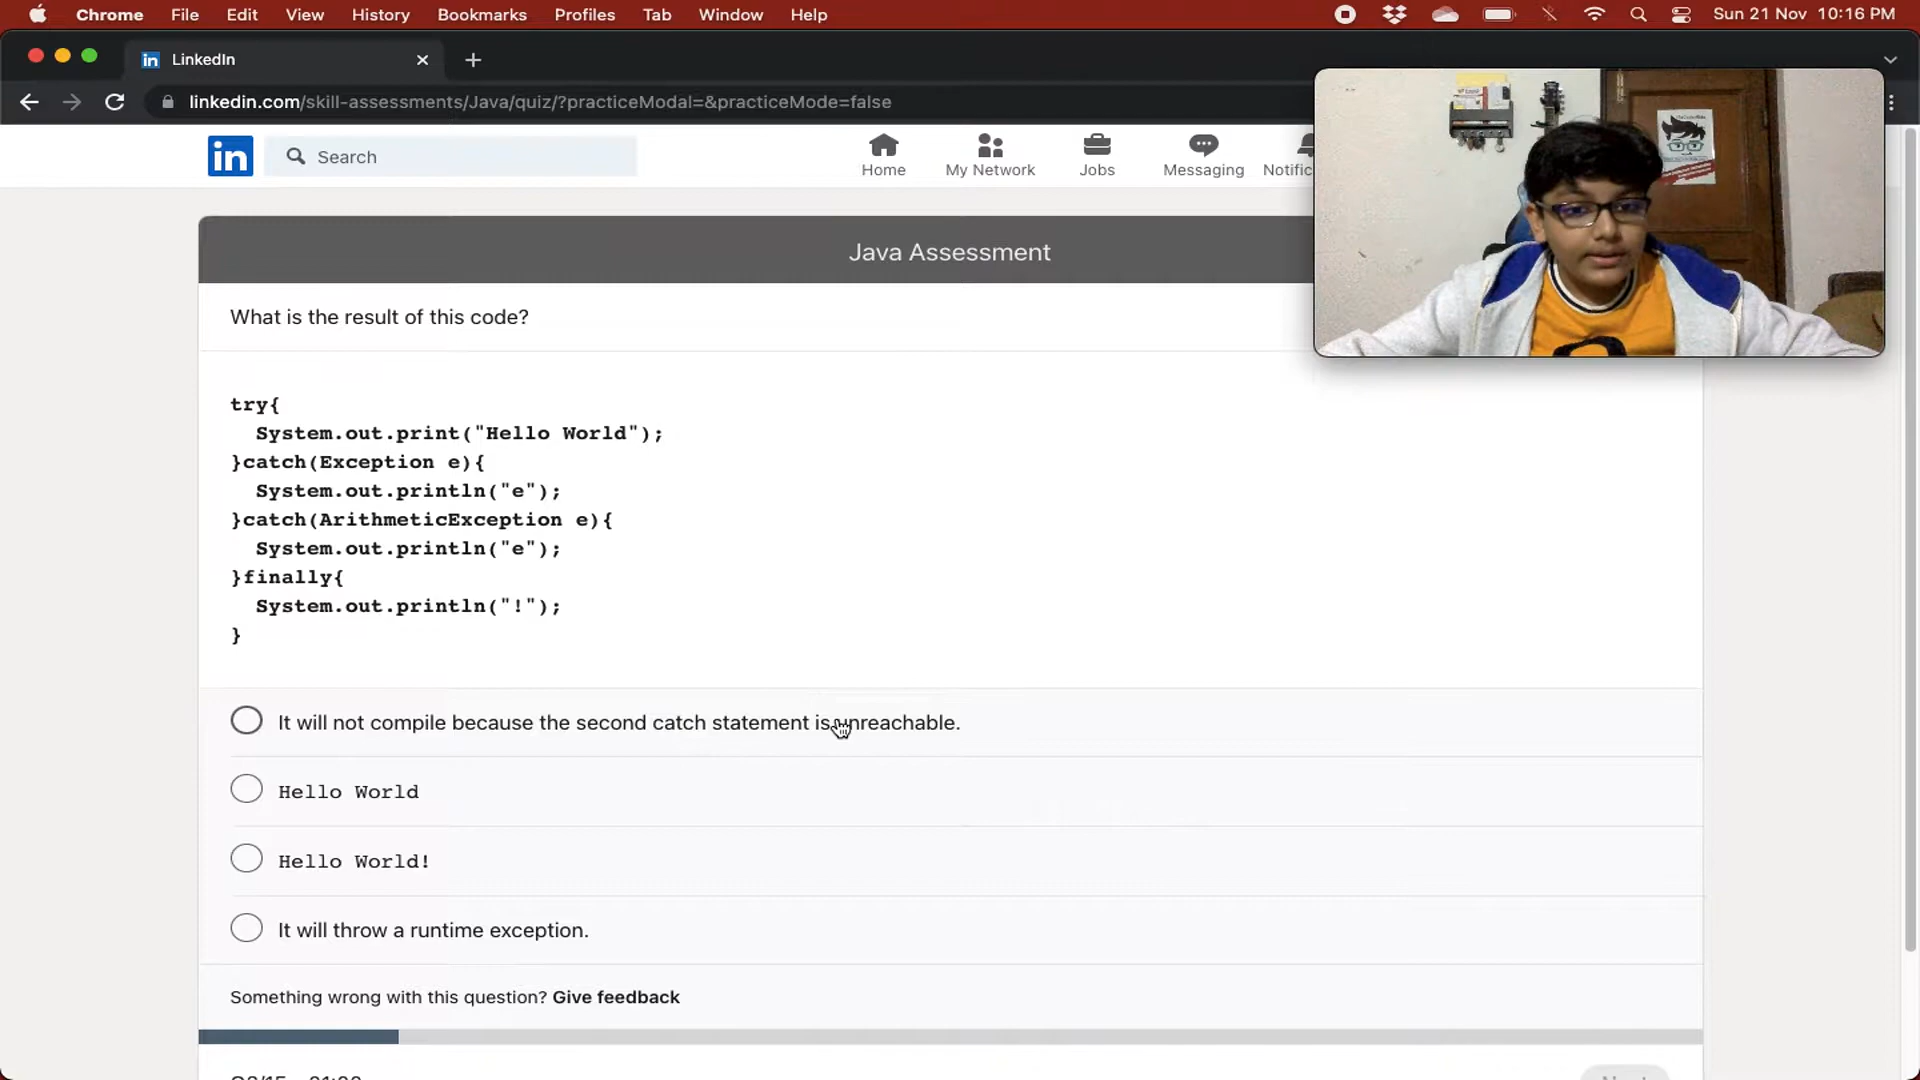 Chrome File Edit View History Bookmarks Profiles Tab Window Help Sun 21 Nov 10:16 PM
in LinkedIn
linkedin.com/skill-assessments/Java/quiz/?practiceModal=&practiceMode=false
in Search Home My Network Jobs Messaging Notific
Java Assessment
What is the result of this code?
try{
System.out.print("Hello World");
}catch(Exception e){
System.out.println("e");
}catch(ArithmeticException e){
System.out.println("e");
}finally{
System.out.println("!");
}
It will not compile because the second catch statement is unreachable.
Hello World
Hello World!
It will throw a runtime exception.
Something wrong with this question? Give feedback